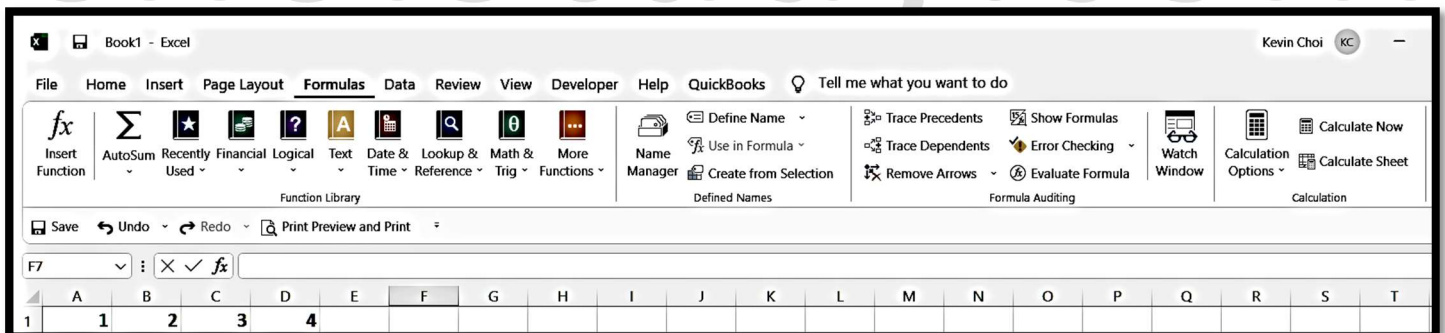 Book1 - Excel Kevin Choi KC
File Home Insert Page Layout Formulas Data Review View Developer Help QuickBooks Tell me what you want to do
fx Insert Function
Σ AutoSum
Recently Used
Financial
? Logical
A Text
Date & Time
Lookup & Reference
θ Math & Trig
More Functions
Function Library
Name Manager
Define Name
Use in Formula
Create from Selection
Defined Names
Trace Precedents
Trace Dependents
Remove Arrows
Show Formulas
Error Checking
Evaluate Formula
Watch Window
Formula Auditing
Calculation Options
Calculate Now
Calculate Sheet
Calculation
Save Undo Redo Print Preview and Print
F7 fx
A B C D E F G H I J K L M N O P Q R S T
1 1 2 3 4